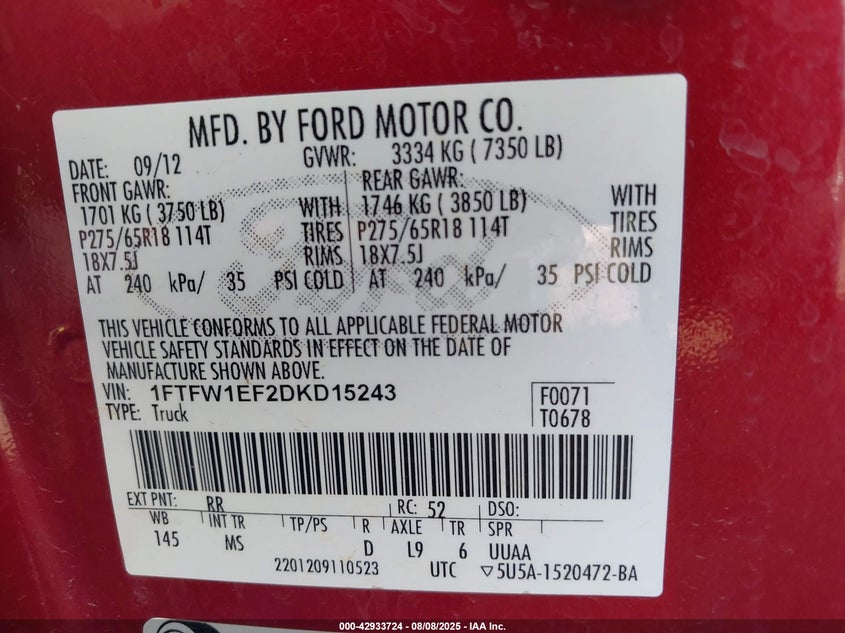 MFD. BY FORD MOTOR CO.
DATE: 09/12 GVWR: 3334 KG ( 7350 LB)
FRONT GAWR: REAR GAWR:
1701 KG ( 3750 LB) WITH 1746 KG ( 3850 LB) WITH
P275/65R18 114T TIRES P275/65R18 114T TIRES
18X7.5J RIMS 18X7.5J RIMS
AT 240 kPa/ 35 PSI COLD AT 240 kPa/ 35 PSI COLD
Ford
THIS VEHICLE CONFORMS TO ALL APPLICABLE FEDERAL MOTOR
VEHICLE SAFETY STANDARDS IN EFFECT ON THE DATE OF
MANUFACTURE SHOWN ABOVE.
VIN: 1FTFW1EF2DKD15243 F0071
TYPE: Truck T0678
EXT PNT: RR RC: 52 DSO:
WB INT TR TP/PS R AXLE TR SPR
145 MS D L9 6 UUAA
2201209110523 UTC ▽5U5A-1520472-BA
000-42933724 - 08/08/2025 - IAA Inc.